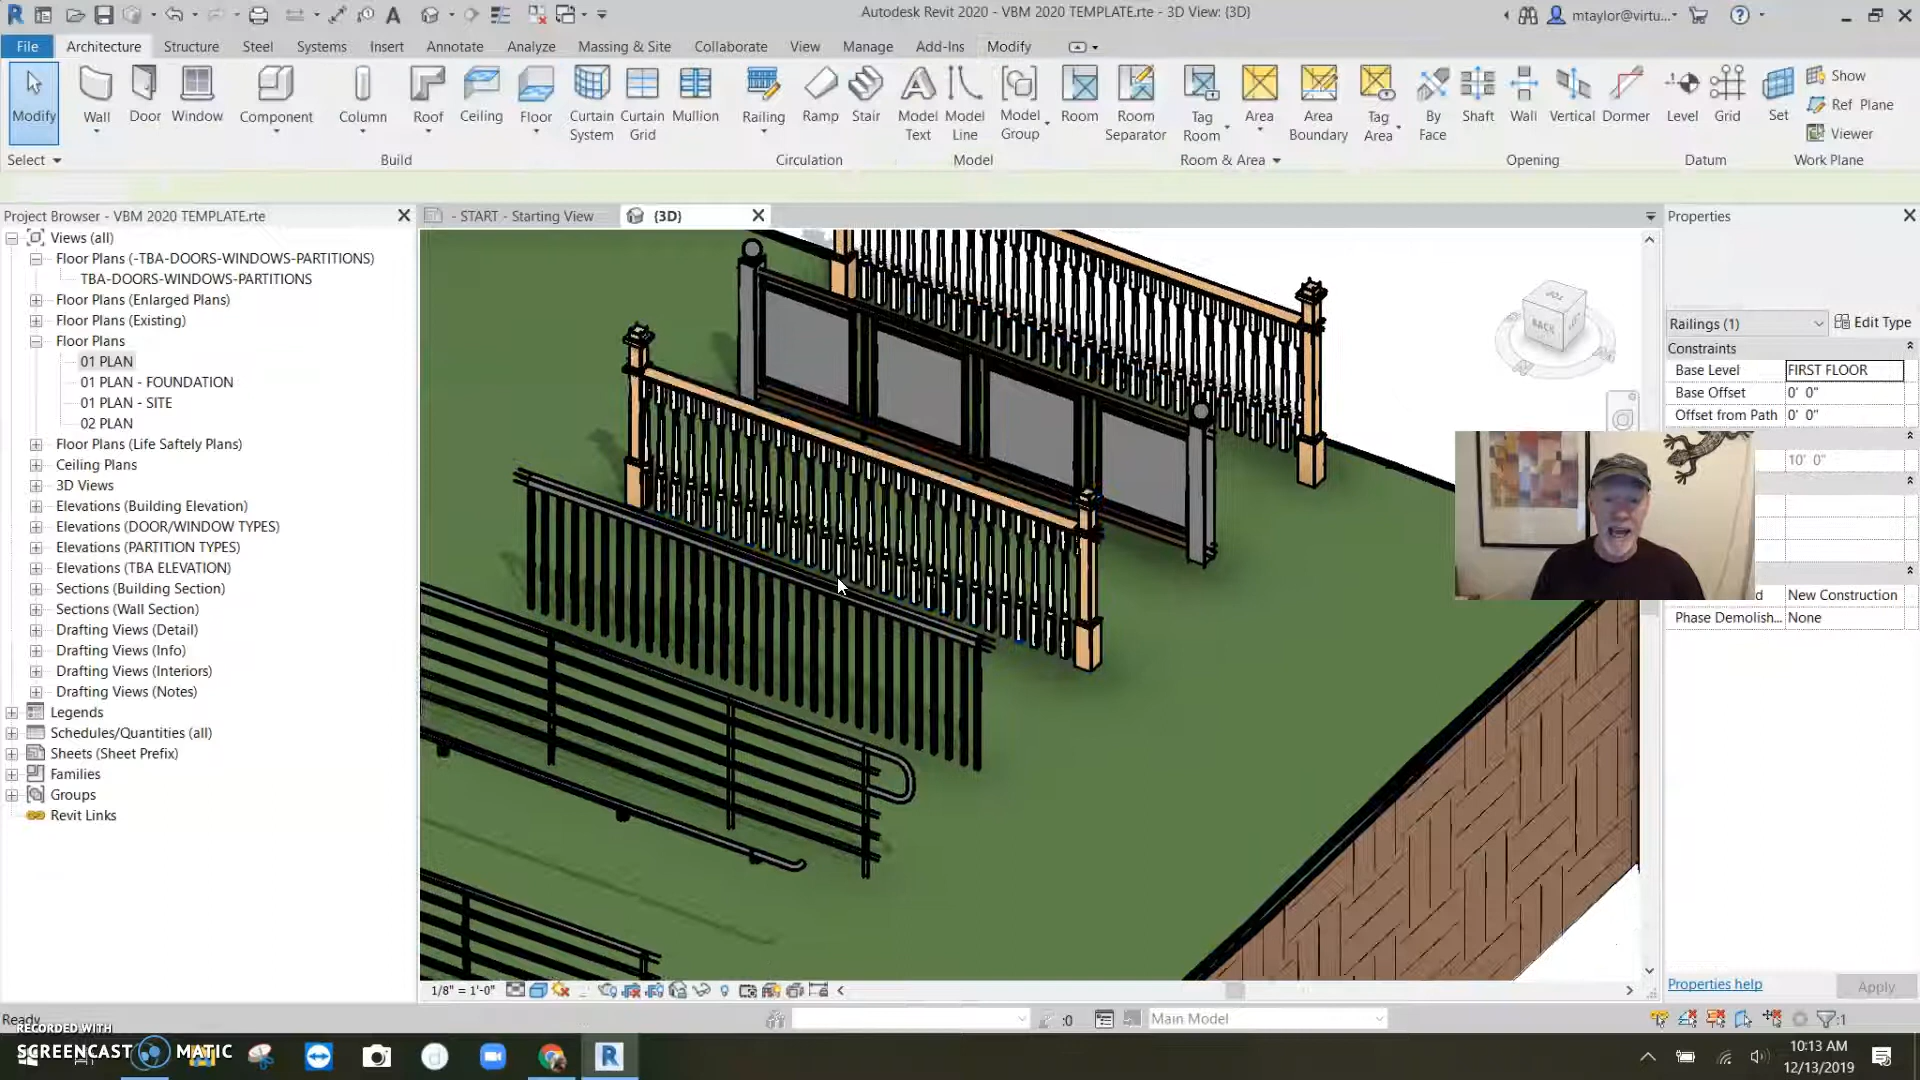 Autodesk Revit 2020 - VBM 2020 TEMPLATE.rte - 3D View: {3D}
mtaylor@virtu...
File
Architecture
Structure
Steel
Systems
Insert
Annotate
Analyze
Massing & Site
Collaborate
View
Manage
Add-Ins
Modify
Modify
Wall
Door
Window
Component
Column
Roof
Ceiling
Floor
Curtain
System
Curtain
Grid
Mullion
Railing
Ramp
Stair
Model
Text
Model
Line
Model
Group
Room
Room
Separator
Tag
Room
Area
Area
Boundary
Tag
Area
By
Face
Shaft
Wall
Vertical
Dormer
Level
Grid
Set
Show
Ref Plane
Viewer
Select
Build
Circulation
Model
Room & Area
Opening
Datum
Work Plane
Project Browser - VBM 2020 TEMPLATE.rte
Views (all)
Floor Plans (-TBA-DOORS-WINDOWS-PARTITIONS)
TBA-DOORS-WINDOWS-PARTITIONS
Floor Plans (Enlarged Plans)
Floor Plans (Existing)
Floor Plans
01 PLAN
01 PLAN - FOUNDATION
01 PLAN - SITE
02 PLAN
Floor Plans (Life Saftely Plans)
Ceiling Plans
3D Views
Elevations (Building Elevation)
Elevations (DOOR/WINDOW TYPES)
Elevations (PARTITION TYPES)
Elevations (TBA ELEVATION)
Sections (Building Section)
Sections (Wall Section)
Drafting Views (Detail)
Drafting Views (Info)
Drafting Views (Interiors)
Drafting Views (Notes)
Legends
Schedules/Quantities (all)
Sheets (Sheet Prefix)
Families
Groups
Revit Links
- START - Starting View
{3D}
TOP
BACK
Properties
Railings (1)
Edit Type
Constraints
Base Level FIRST FLOOR
Base Offset 0' 0"
Offset from Path 0' 0"
10' 0"
d New Construction
Phase Demolish... None
Properties help
Apply
1/8" = 1'-0"
Ready
:0
Main Model
:1
RECORDED WITH
SCREENCAST MATIC
10:13 AM
12/13/2019